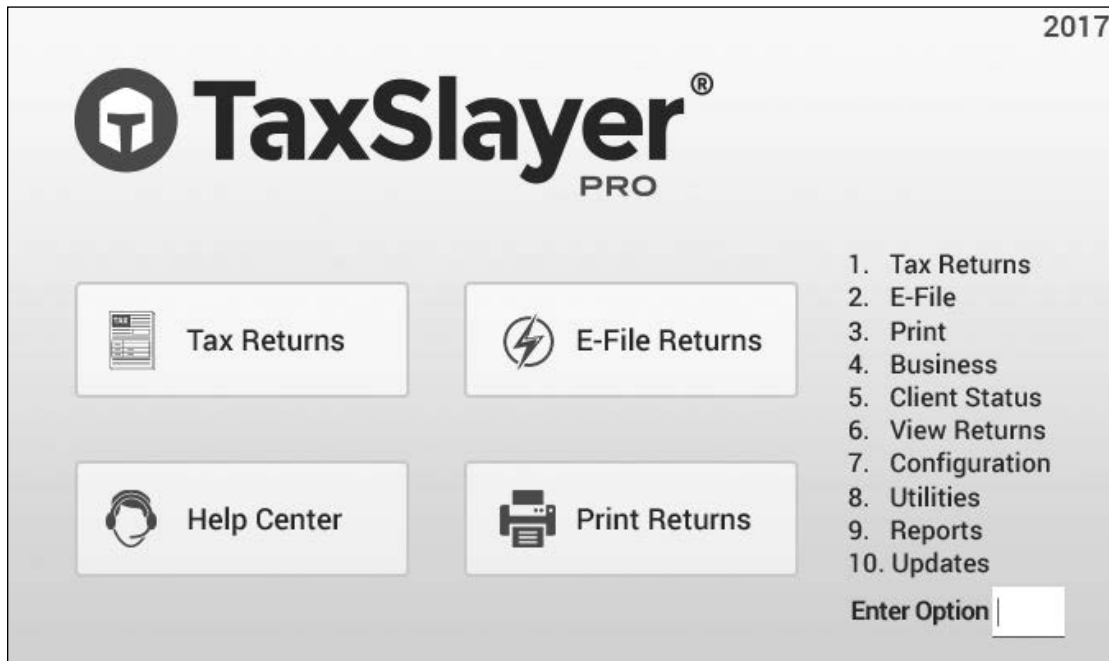 2017
TaxSlayer®
PRO
Tax Returns
E-File Returns
Help Center
Print Returns
1. Tax Returns
2. E-File
3. Print
4. Business
5. Client Status
6. View Returns
7. Configuration
8. Utilities
9. Reports
10. Updates
Enter Option